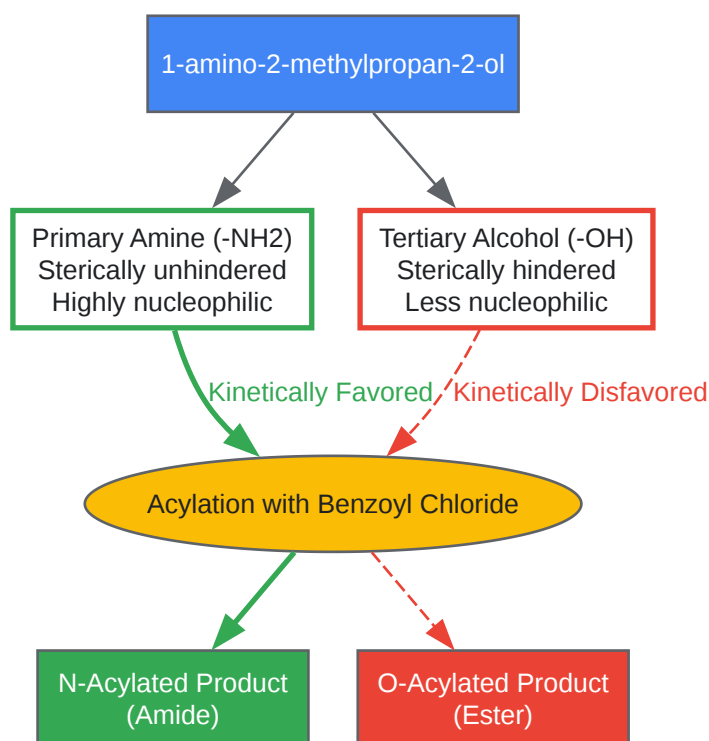 1-amino-2-methylpropan-2-ol
Primary Amine (-NH2)
Sterically unhindered
Highly nucleophilic
Tertiary Alcohol (-OH)
Sterically hindered
Less nucleophilic
Kinetically Favored
Kinetically Disfavored
Acylation with Benzoyl Chloride
N-Acylated Product
(Amide)
O-Acylated Product
(Ester)